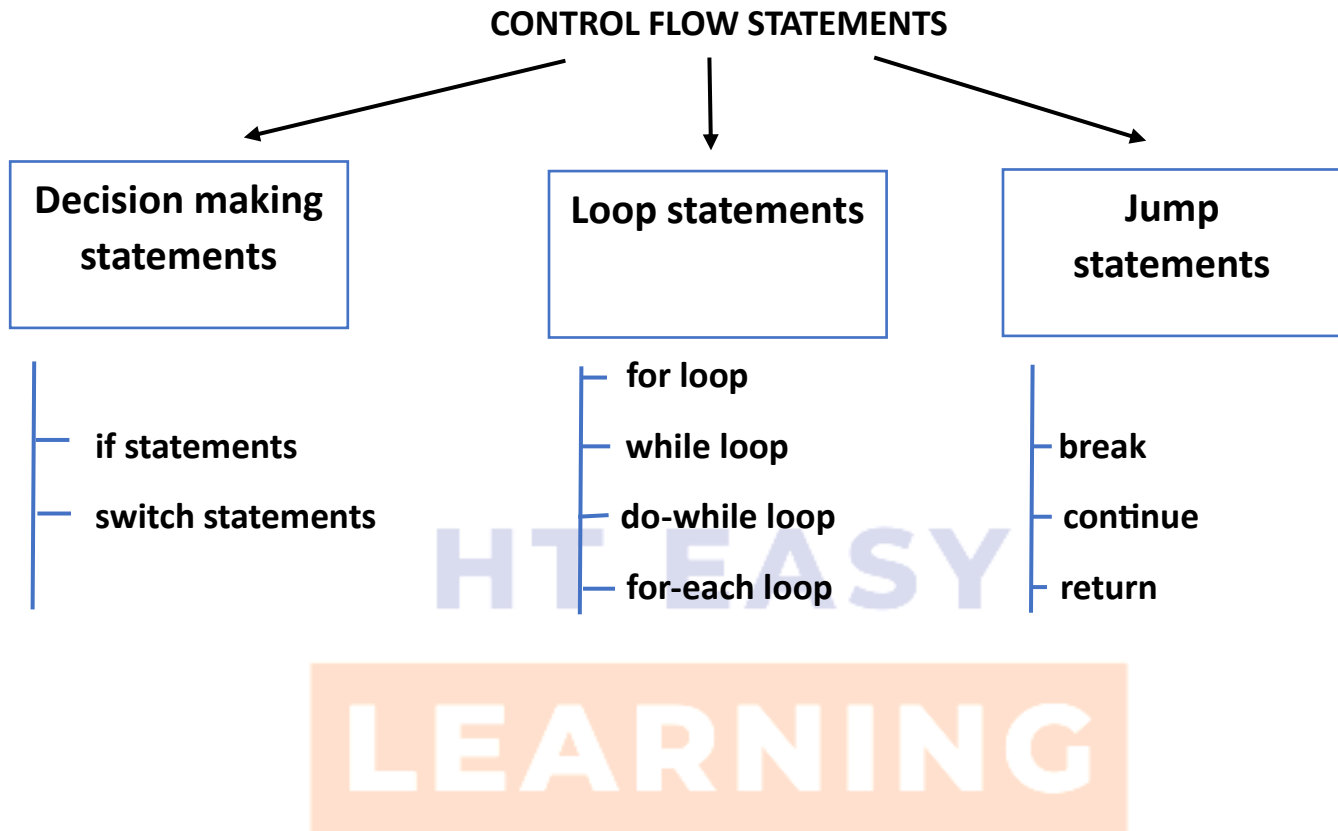 CONTROL FLOW STATEMENTS
Decision making
statements
if statements
switch statements
Loop statements
for loop
while loop
do-while loop
for-each loop
Jump
statements
break
continue
return
HT EASY
LEARNING